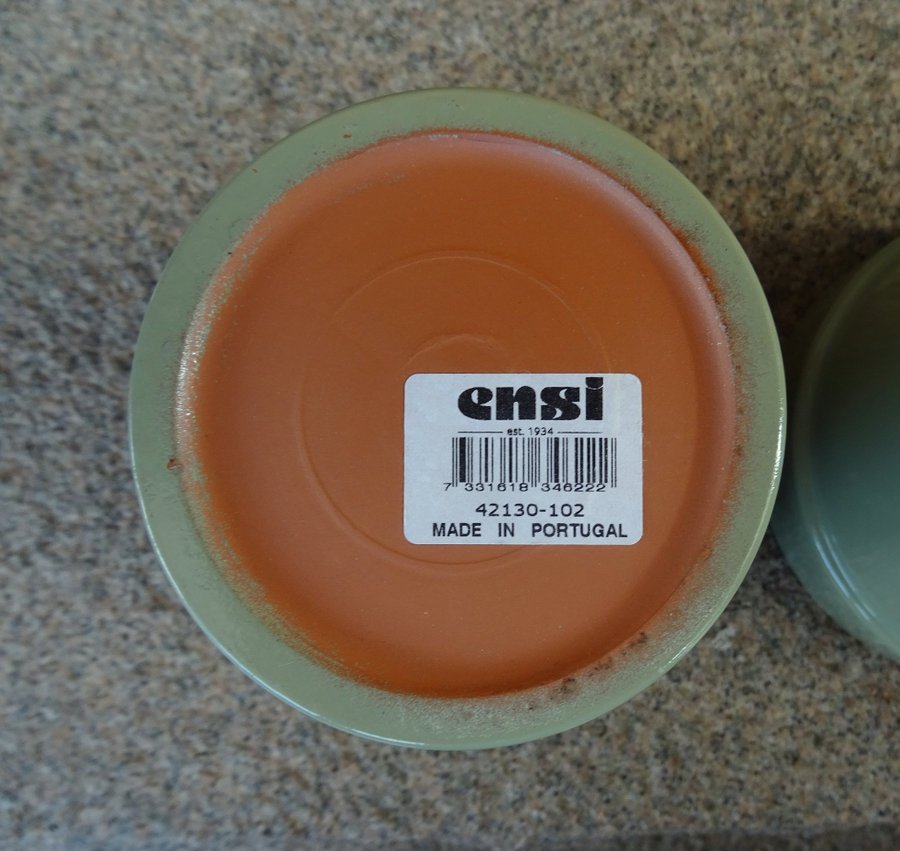 ensi
est. 1934
7 331618 346222
42130-102
MADE IN PORTUGAL